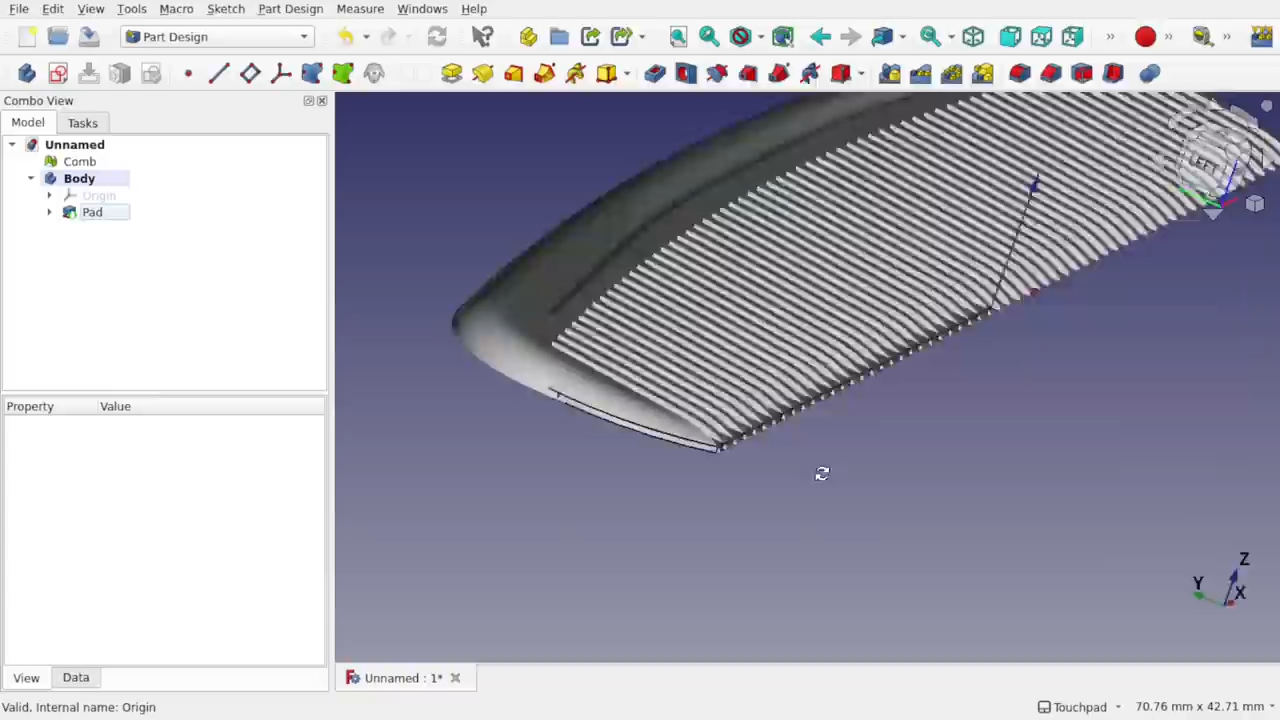 File Edit View Tools Macro Sketch Part Design Measure Windows Help
Part Design
Combo View
Model Tasks
Unnamed
Comb
Body
Origin
Pad
Property Value
LEFT
Z
Y
X
View Data
Unnamed : 1*
Valid, Internal name: Origin
Touchpad 70.76 mm x 42.71 mm